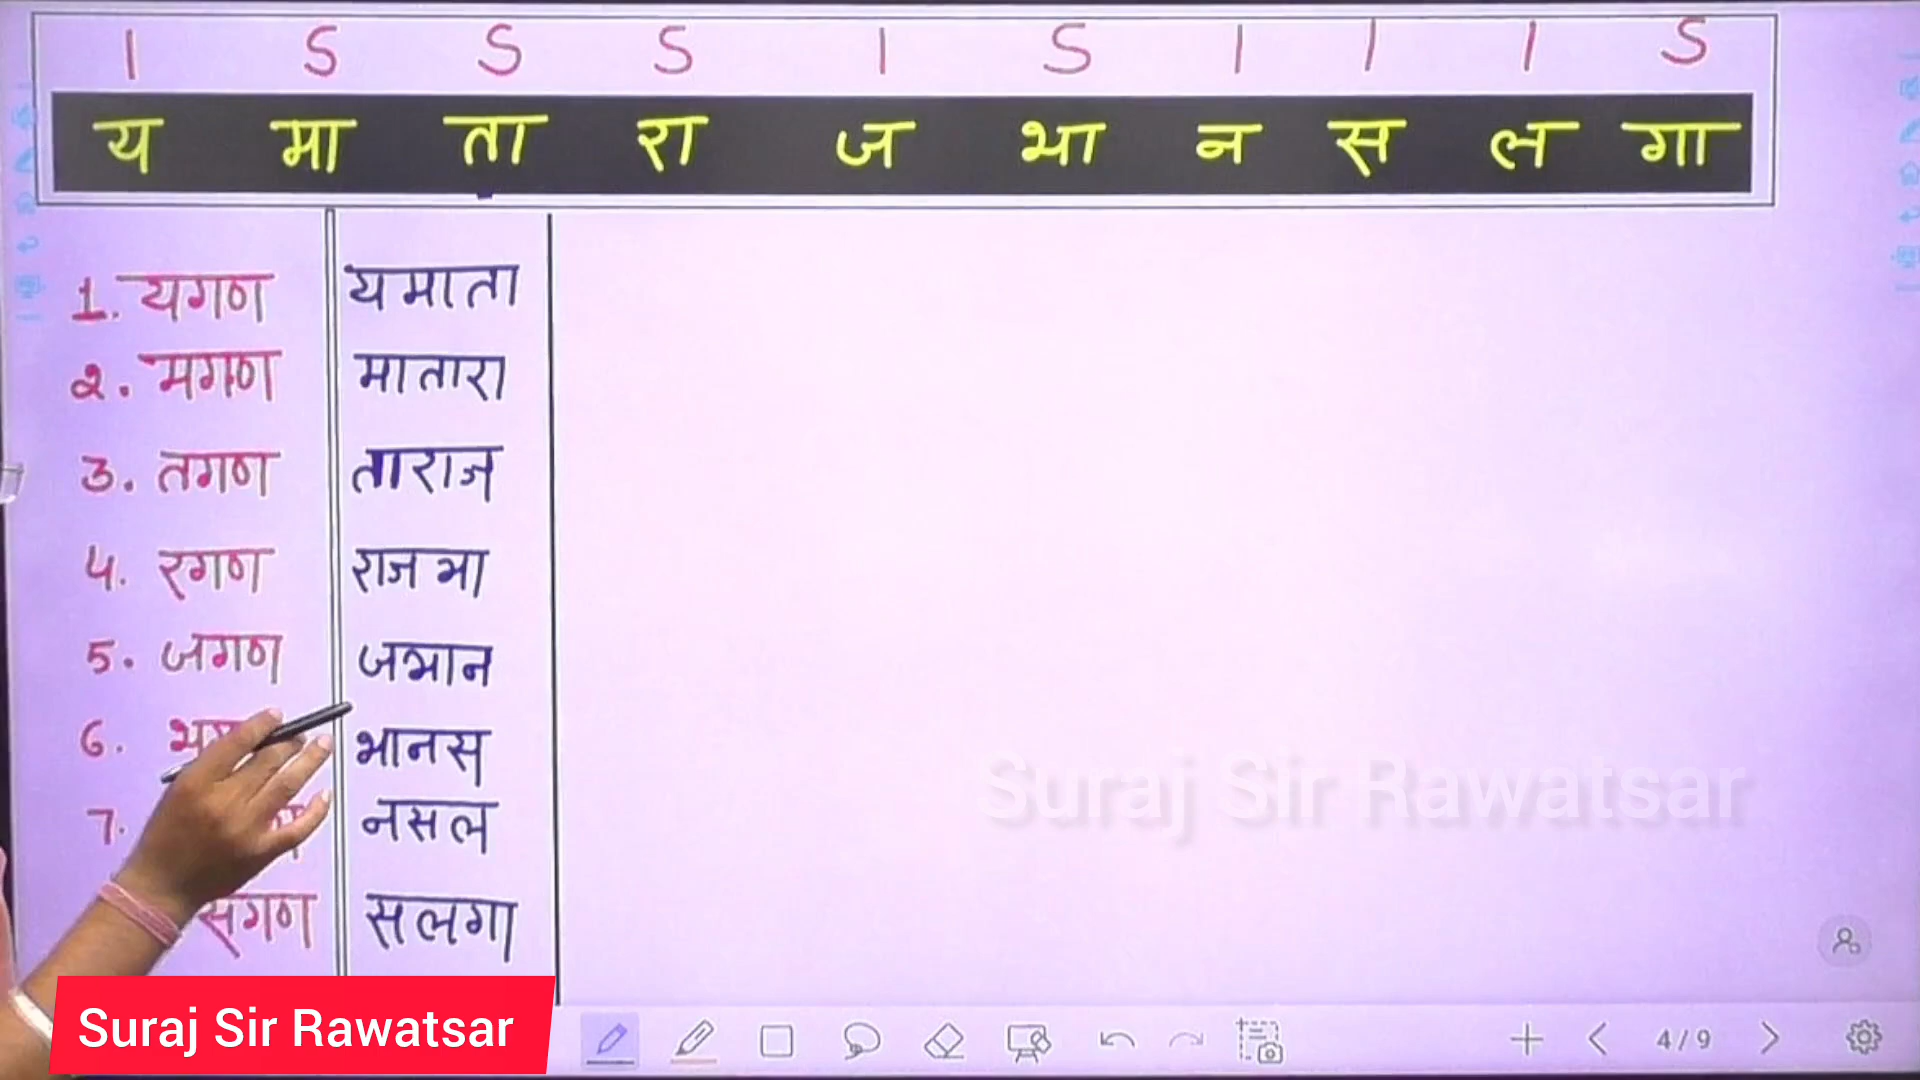 I S S S I S I I I S
य मा ता रा ज भा न स ल गा
1. यगण यमाता
2. मगण मातारा
3. तगण ताराज
4. रगण राजभा
5. जगण जभान
6. भानस
7. नसल
सगण सलगा
Suraj Sir Rawatsar
Suraj Sir Rawatsar
4/9